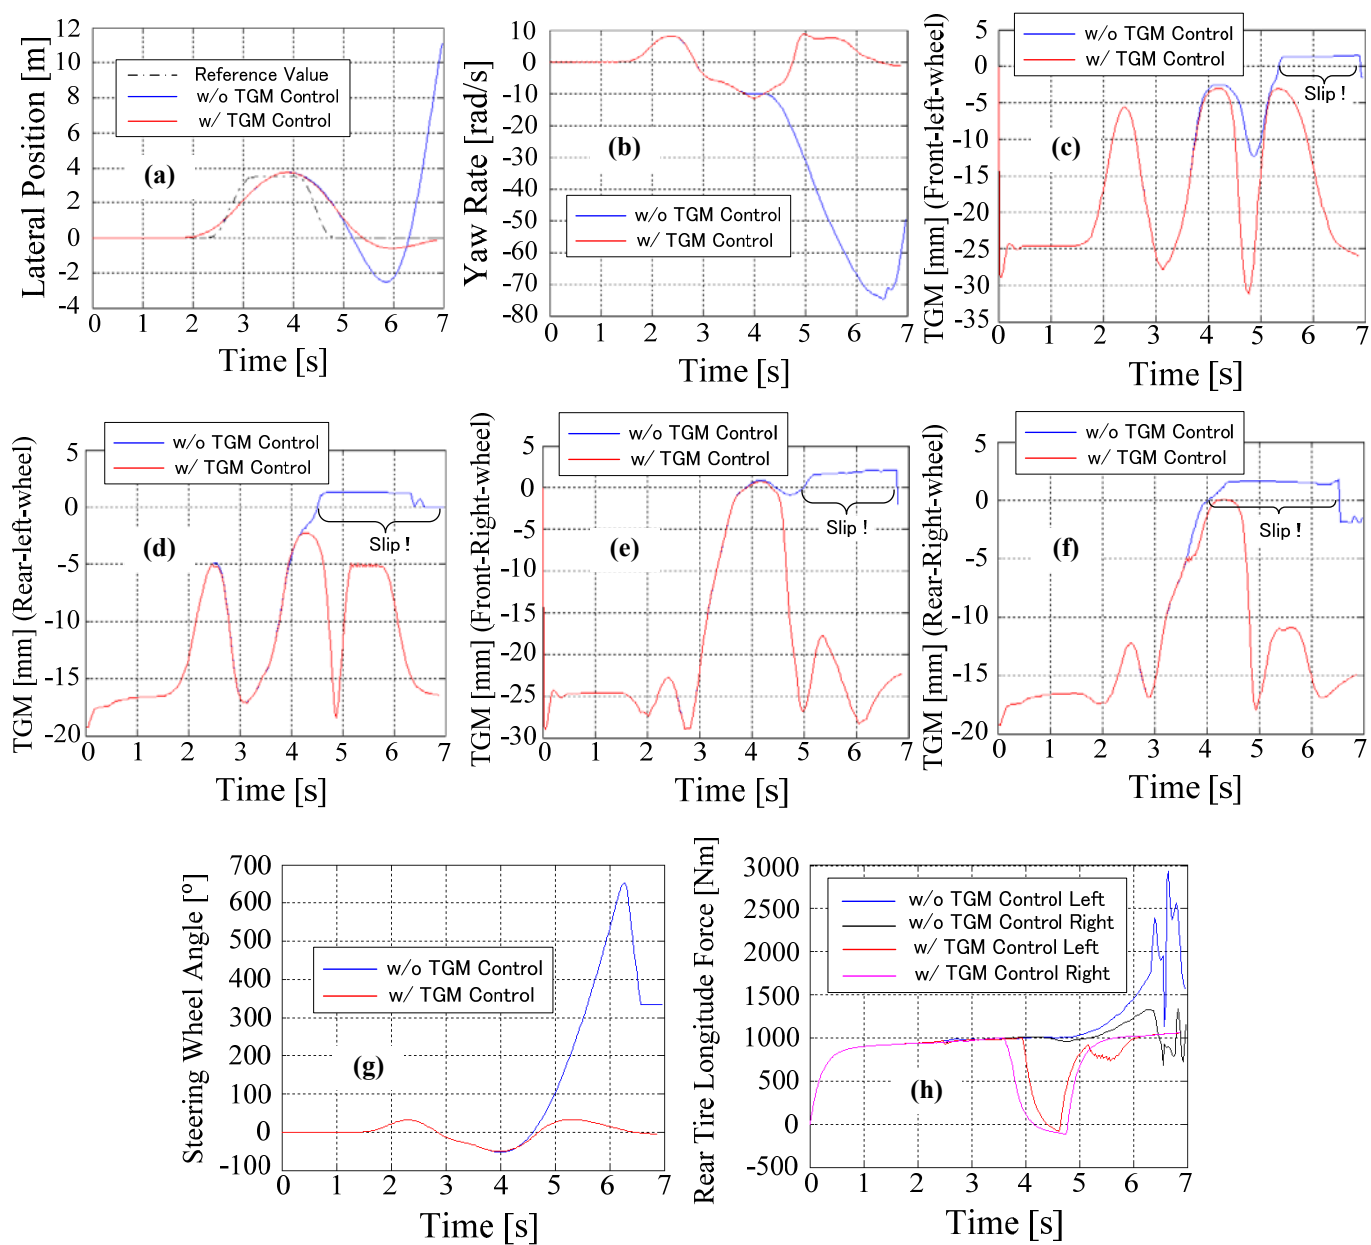 Lateral Position [m]
12
10
8
6
4
2
0
-2
-4
Reference Value
w/o TGM Control
w/ TGM Control
(a)
0 1 2 3 4 5 6 7
Time [s]
Yaw Rate [rad/s]
10
0
-10
-20
-30
-40
-50
-60
-70
-80
(b)
w/o TGM Control
w/ TGM Control
0 1 2 3 4 5 6 7
Time [s]
TGM [mm] (Front-left-wheel)
5
0
-5
-10
-15
-20
-25
-30
-35
w/o TGM Control
w/ TGM Control
Slip !
(c)
0 1 2 3 4 5 6 7
Time [s]
TGM [mm] (Rear-left-wheel)
5
0
-5
-10
-15
-20
w/o TGM Control
w/ TGM Control
Slip !
(d)
0 1 2 3 4 5 6 7
Time [s]
TGM [mm] (Front-Right-wheel)
5
0
-5
-10
-15
-20
-25
-30
w/o TGM Control
w/ TGM Control
Slip !
(e)
0 1 2 3 4 5 6 7
Time [s]
TGM [mm] (Rear-Right-wheel)
5
0
-5
-10
-15
-20
w/o TGM Control
w/ TGM Control
Slip !
(f)
0 1 2 3 4 5 6 7
Time [s]
Steering Wheel Angle [º]
700
600
500
400
300
200
100
0
-100
w/o TGM Control
w/ TGM Control
(g)
0 1 2 3 4 5 6 7
Time [s]
Rear Tire Longitude Force [Nm]
3000
2500
2000
1500
1000
500
0
-500
w/o TGM Control Left
w/o TGM Control Right
w/ TGM Control Left
w/ TGM Control Right
(h)
0 1 2 3 4 5 6 7
Time [s]